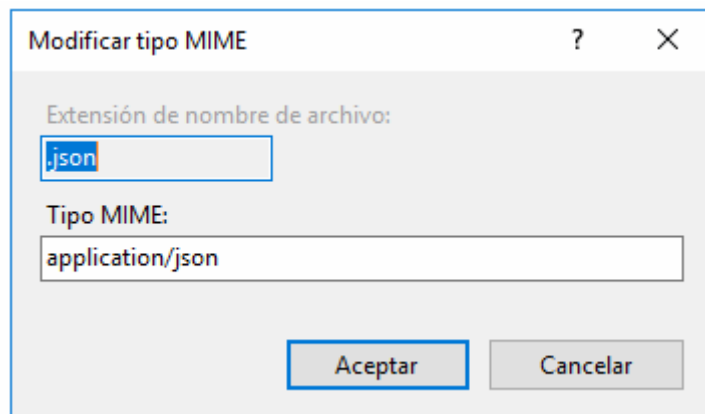 Modificar tipo MIME ?
Extensión de nombre de archivo:
.json
Tipo MIME:
application/json
Aceptar Cancelar